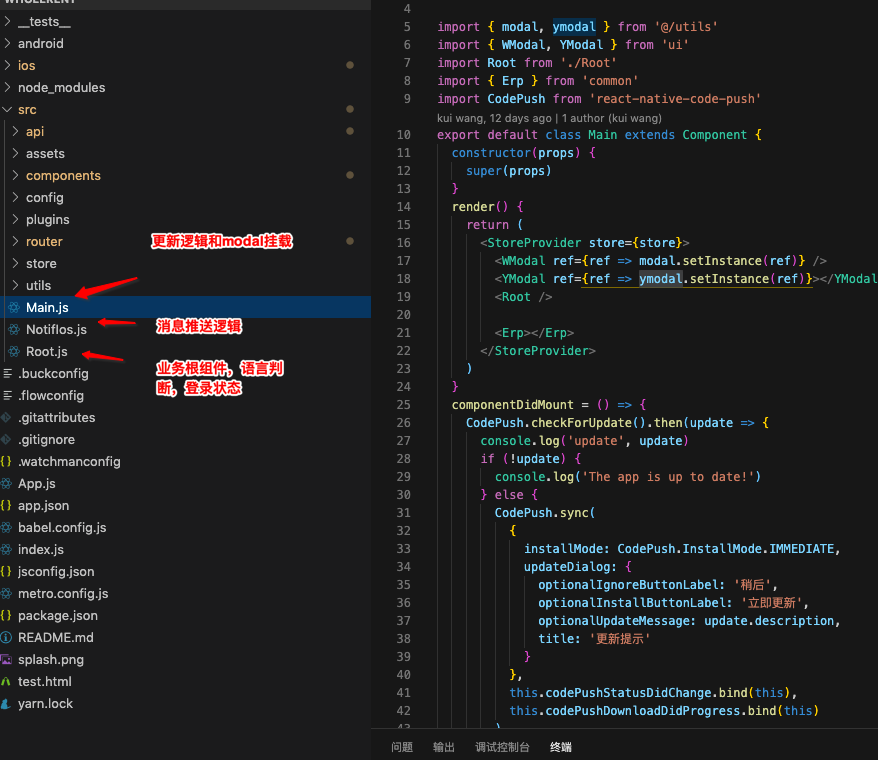 WHOLERENT
__tests__
android
ios
node_modules
src
api
assets
components
config
plugins
router
store
utils
Main.js
NotifIos.js
Root.js
.buckconfig
.flowconfig
.gitattributes
.gitignore
.watchmanconfig
App.js
app.json
babel.config.js
index.js
jsconfig.json
metro.config.js
package.json
README.md
splash.png
test.html
yarn.lock
更新逻辑和modal挂载
消息推送逻辑
业务根组件，语言判
断，登录状态
4
5 import { modal, ymodal } from '@/utils'
6 import { WModal, YModal } from 'ui'
7 import Root from './Root'
8 import { Erp } from 'common'
9 import CodePush from 'react-native-code-push'
kui wang, 12 days ago | 1 author (kui wang)
10 export default class Main extends Component {
11 constructor(props) {
12 super(props)
13 }
14 render() {
15 return (
16 <StoreProvider store={store}>
17 <WModal ref={ref => modal.setInstance(ref)} />
18 <YModal ref={ref => ymodal.setInstance(ref)}></YModal
19 <Root />
20
21 <Erp></Erp>
22 </StoreProvider>
23 )
24 }
25 componentDidMount = () => {
26 CodePush.checkForUpdate().then(update => {
27 console.log('update', update)
28 if (!update) {
29 console.log('The app is up to date!')
30 } else {
31 CodePush.sync(
32 {
33 installMode: CodePush.InstallMode.IMMEDIATE,
34 updateDialog: {
35 optionalIgnoreButtonLabel: '稍后',
36 optionalInstallButtonLabel: '立即更新',
37 optionalUpdateMessage: update.description,
38 title: '更新提示'
39 }
40 },
41 this.codePushStatusDidChange.bind(this),
42 this.codePushDownloadDidProgress.bind(this)
43 )
问题 输出 调试控制台 终端